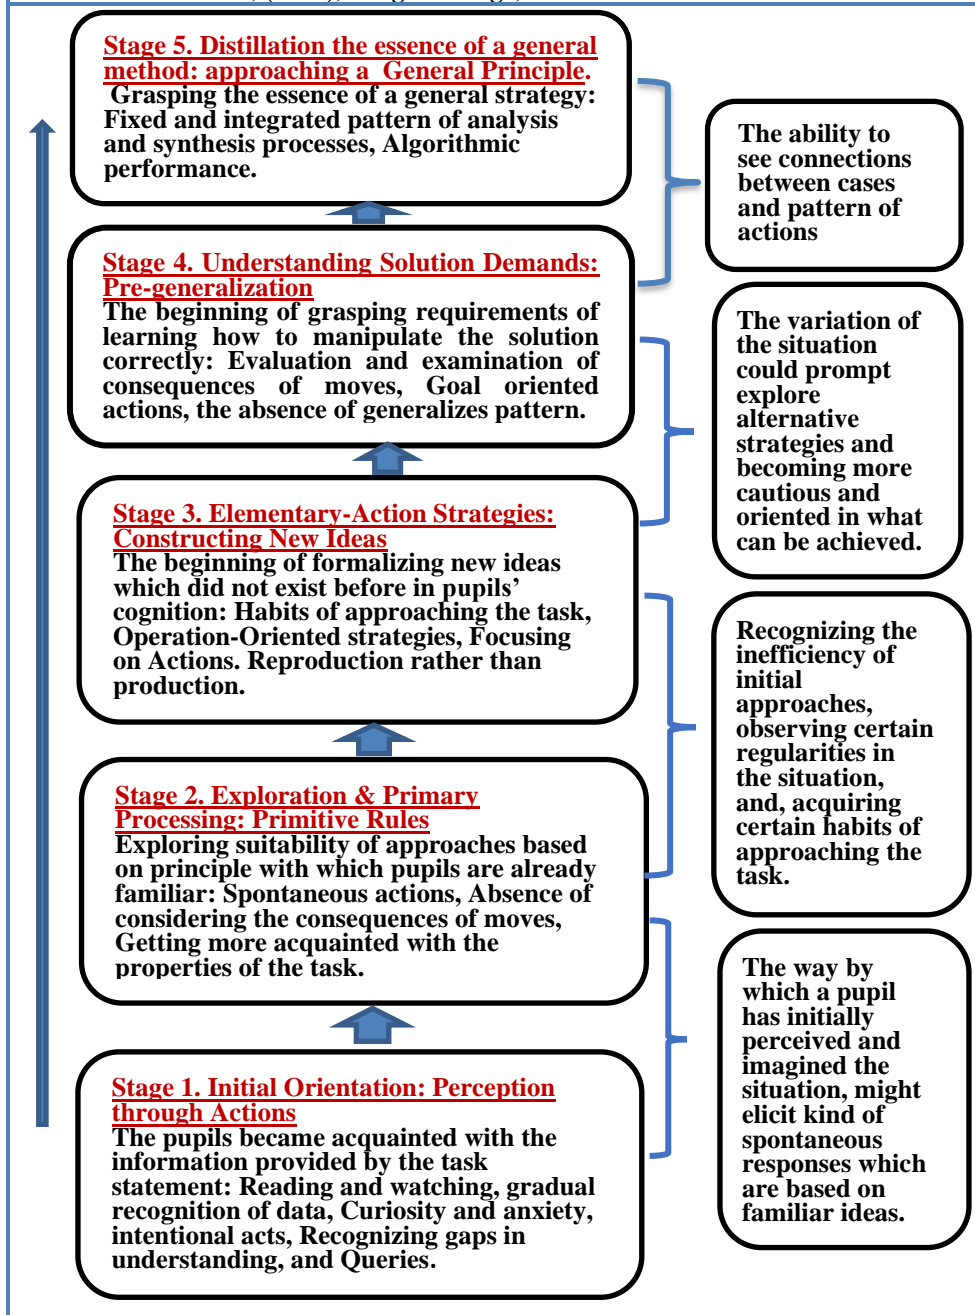 Stage 5. Distillation the essence of a general
method: approaching a General Principle.
Grasping the essence of a general strategy:
Fixed and integrated pattern of analysis
and synthesis processes, Algorithmic
performance.
The ability to
see connections
between cases
and pattern of
actions
Stage 4. Understanding Solution Demands:
Pre-generalization
The beginning of grasping requirements of
learning how to manipulate the solution
correctly: Evaluation and examination of
consequences of moves, Goal oriented
actions, the absence of generalizes pattern.
The variation of
the situation
could prompt
explore
alternative
strategies and
becoming more
cautious and
oriented in what
can be achieved.
Stage 3. Elementary-Action Strategies:
Constructing New Ideas
The beginning of formalizing new ideas
which did not exist before in pupils’
cognition: Habits of approaching the task,
Operation-Oriented strategies, Focusing
on Actions. Reproduction rather than
production.
Recognizing the
inefficiency of
initial
approaches,
observing certain
regularities in
the situation,
and, acquiring
certain habits of
approaching the
task.
Stage 2. Exploration & Primary
Processing: Primitive Rules
Exploring suitability of approaches based
on principle with which pupils are already
familiar: Spontaneous actions, Absence of
considering the consequences of moves,
Getting more acquainted with the
properties of the task.
The way by
which a pupil
has initially
perceived and
imagined the
situation, might
elicit kind of
spontaneous
responses which
are based on
familiar ideas.
Stage 1. Initial Orientation: Perception
through Actions
The pupils became acquainted with the
information provided by the task
statement: Reading and watching, gradual
recognition of data, Curiosity and anxiety,
intentional acts, Recognizing gaps in
understanding, and Queries.